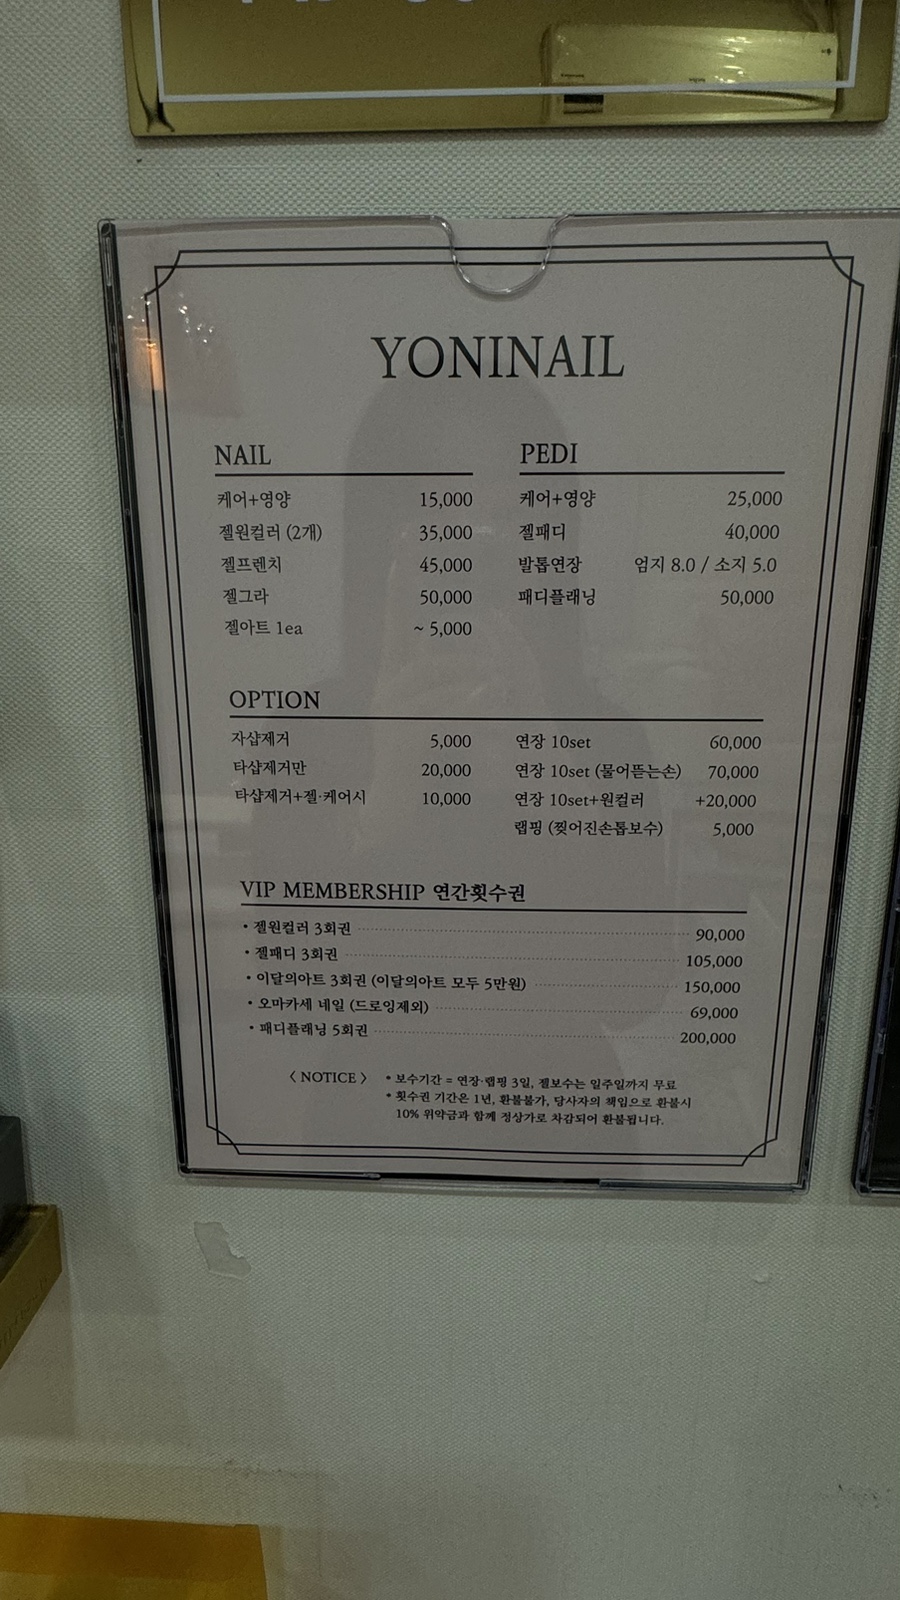 YONINAIL
NAIL
케어+영양 15,000
젤원컬러 (2개) 35,000
젤프렌치 45,000
젤그라 50,000
젤아트 1ea ~ 5,000
PEDI
케어+영양 25,000
젤패디 40,000
발톱연장 엄지 8.0 / 소지 5.0
패디플래닝 50,000
OPTION
자샵제거 5,000
타샵제거만 20,000
타샵제거+젤·케어시 10,000
연장 10set 60,000
연장 10set (물어뜯는손) 70,000
연장 10set+원컬러 +20,000
랩핑 (찢어진손톱보수) 5,000
VIP MEMBERSHIP 연간횟수권
• 젤원컬러 3회권 90,000
• 젤패디 3회권 105,000
• 이달의아트 3회권 (이달의아트 모두 5만원) 150,000
• 오마카세 네일 (드로잉제외) 69,000
• 패디플래닝 5회권 200,000
〈 NOTICE 〉 * 보수기간 = 연장·랩핑 3일, 젤보수는 일주일까지 무료
* 횟수권 기간은 1년, 환불불가, 당사자의 책임으로 환불시
10% 위약금과 함께 정상가로 차감되어 환불됩니다.